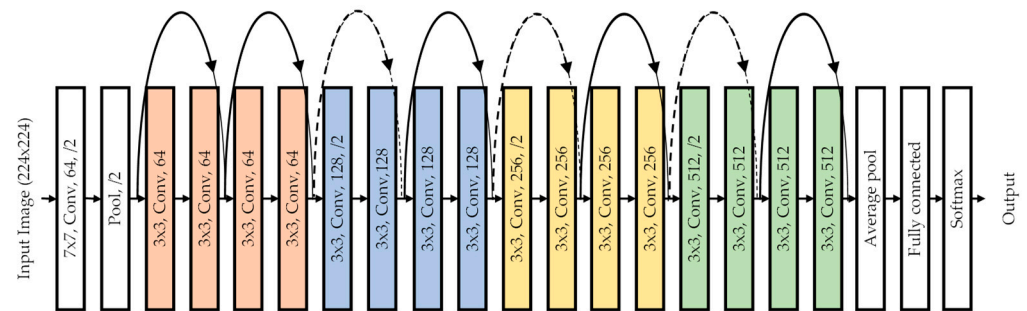 Input Image (224x224)
7x7, Conv, 64, /2
Pool, /2
3x3, Conv, 64
3x3, Conv, 64
3x3, Conv, 64
3x3, Conv, 64
3x3, Conv, 128, /2
3x3, Conv, 128
3x3, Conv, 128
3x3, Conv, 128
3x3, Conv, 256, /2
3x3, Conv, 256
3x3, Conv, 256
3x3, Conv, 256
3x3, Conv, 512, /2
3x3, Conv, 512
3x3, Conv, 512
3x3, Conv, 512
Average pool
Fully connected
Softmax
Output